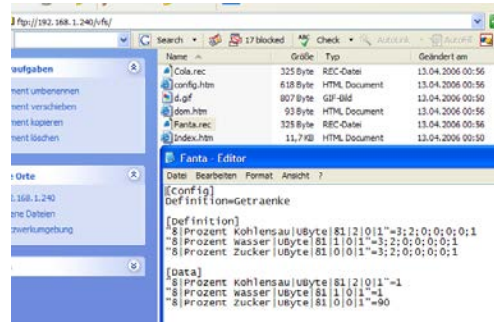 ftp://192.168.1.240/vfs/
Search 17 blocked Check AutoLink AutoFill
Name Größe Typ Geändert am
Cola.rec 325 Byte REC-Datei 13.04.2006 00:56
config.htm 618 Byte HTML Document 13.04.2006 00:56
d.gif 807 Byte GIF-Bild 13.04.2006 00:50
dom.htm 93 Byte HTML Document 13.04.2006 00:50
Fanta.rec 325 Byte REC-Datei 13.04.2006 00:56
Index.htm 11,7 KB HTML Document 13.04.2006 00:50
aufgaben
ment umbenennen
ment verschieben
ment kopieren
ment löschen
e Orte
.168.1.240
ene Dateien
zwerkumgebung
Fanta - Editor
Datei Bearbeiten Format Ansicht ?
[Config]
Definition=Getraenke
[Definition]
"8|Prozent Kohlensau|UByte|81|2|0|1"=3;2;0;0;0;0;1
"8|Prozent Wasser|UByte|81|1|0|1"=3;2;0;0;0;0;1
"8|Prozent Zucker|UByte|81|0|0|1"=3;2;0;0;0;0;1
[Data]
"8|Prozent Kohlensau|UByte|81|2|0|1"=1
"8|Prozent Wasser|UByte|81|1|0|1"=1
"8|Prozent Zucker|UByte|81|0|0|1"=90